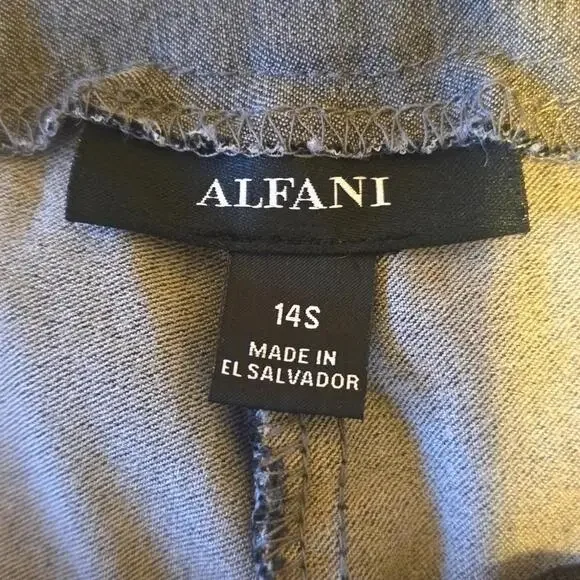 ALFANI
14S
MADE IN
EL SALVADOR